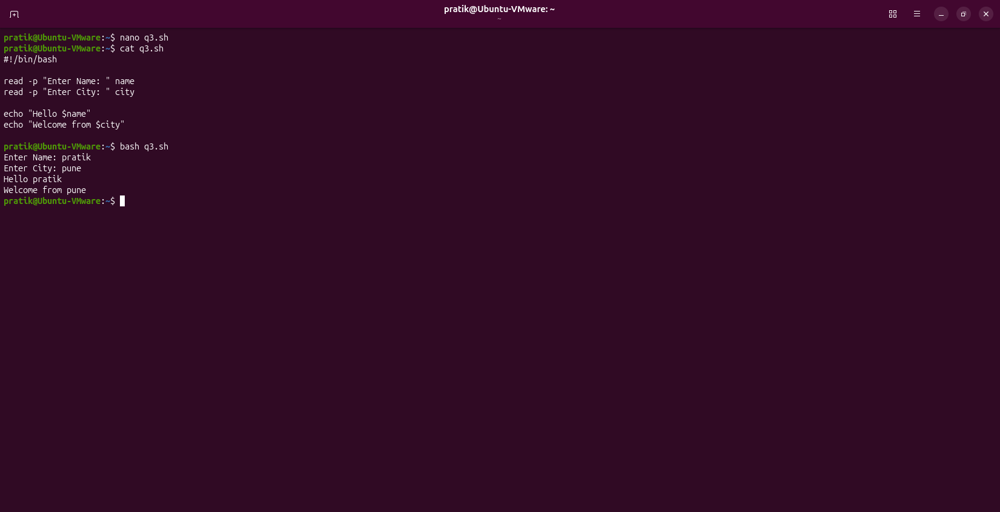 pratik@Ubuntu-VMware: ~
~
pratik@Ubuntu-VMware:~$ nano q3.sh
pratik@Ubuntu-VMware:~$ cat q3.sh
#!/bin/bash
read -p "Enter Name: " name
read -p "Enter City: " city
echo "Hello $name"
echo "Welcome from $city"
pratik@Ubuntu-VMware:~$ bash q3.sh
Enter Name: pratik
Enter City: pune
Hello pratik
Welcome from pune
pratik@Ubuntu-VMware:~$